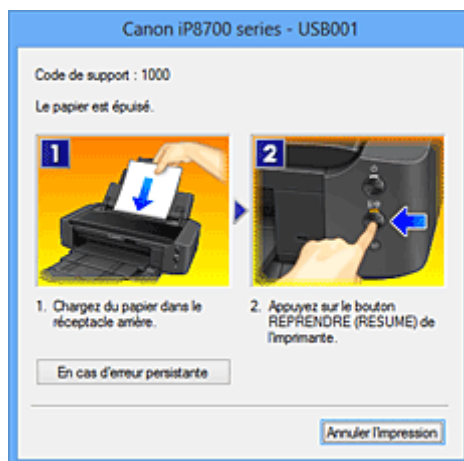 Canon iP8700 series - USB001
Code de support : 1000
Le papier est épuisé.
1
2
1. Chargez du papier dans le
réceptacle arrière.
2. Appuyez sur le bouton
REPRENDRE (RESUME) de
l'imprimante.
En cas d'erreur persistante
Annuler l'impression